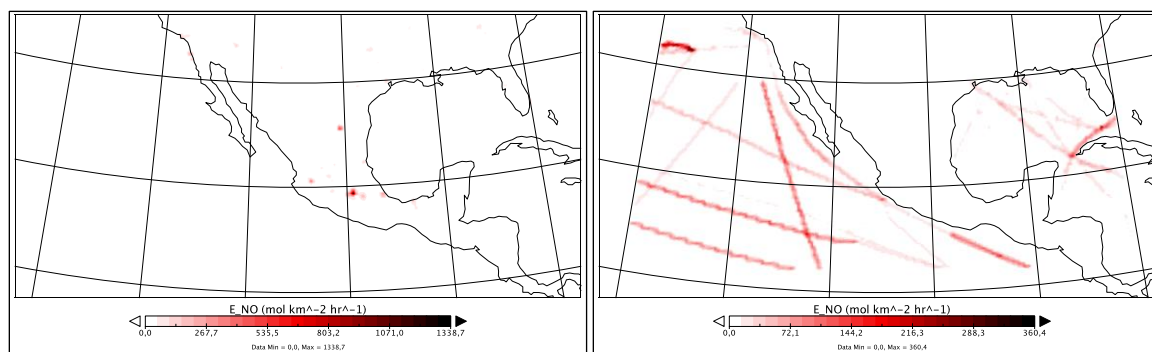 E_NO (mol km^−2 hr^−1)
0,0 267,7 535,5 803,2 1071,0 1338,7
Data Min = 0,0, Max = 1338,7
E_NO (mol km^−2 hr^−1)
0,0 72,1 144,2 216,3 288,3 360,4
Data Min = 0,0, Max = 360,4